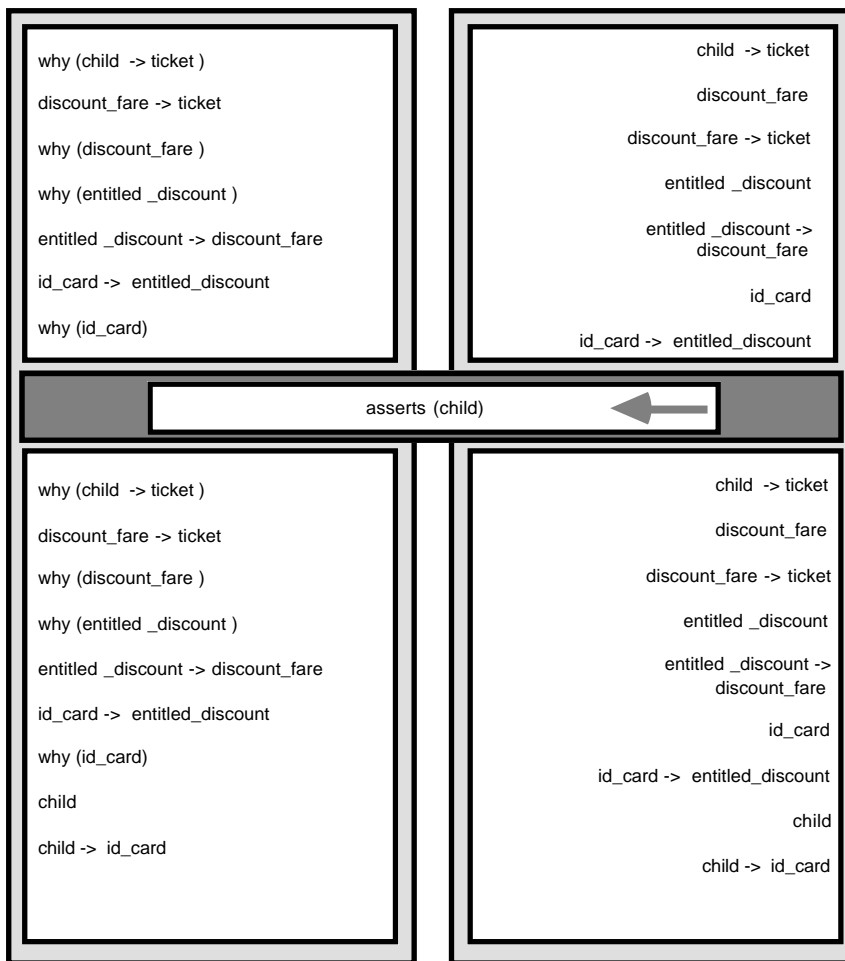 why (child -> ticket )
discount_fare -> ticket
why (discount_fare )
why (entitled _discount )
entitled _discount -> discount_fare
id_card -> entitled_discount
why (id_card)
child -> ticket
discount_fare
discount_fare -> ticket
entitled _discount
entitled _discount ->
discount_fare
id_card
id_card -> entitled_discount
asserts (child)
why (child -> ticket )
discount_fare -> ticket
why (discount_fare )
why (entitled _discount )
entitled _discount -> discount_fare
id_card -> entitled_discount
why (id_card)
child
child -> id_card
child -> ticket
discount_fare
discount_fare -> ticket
entitled _discount
entitled _discount ->
discount_fare
id_card
id_card -> entitled_discount
child
child -> id_card